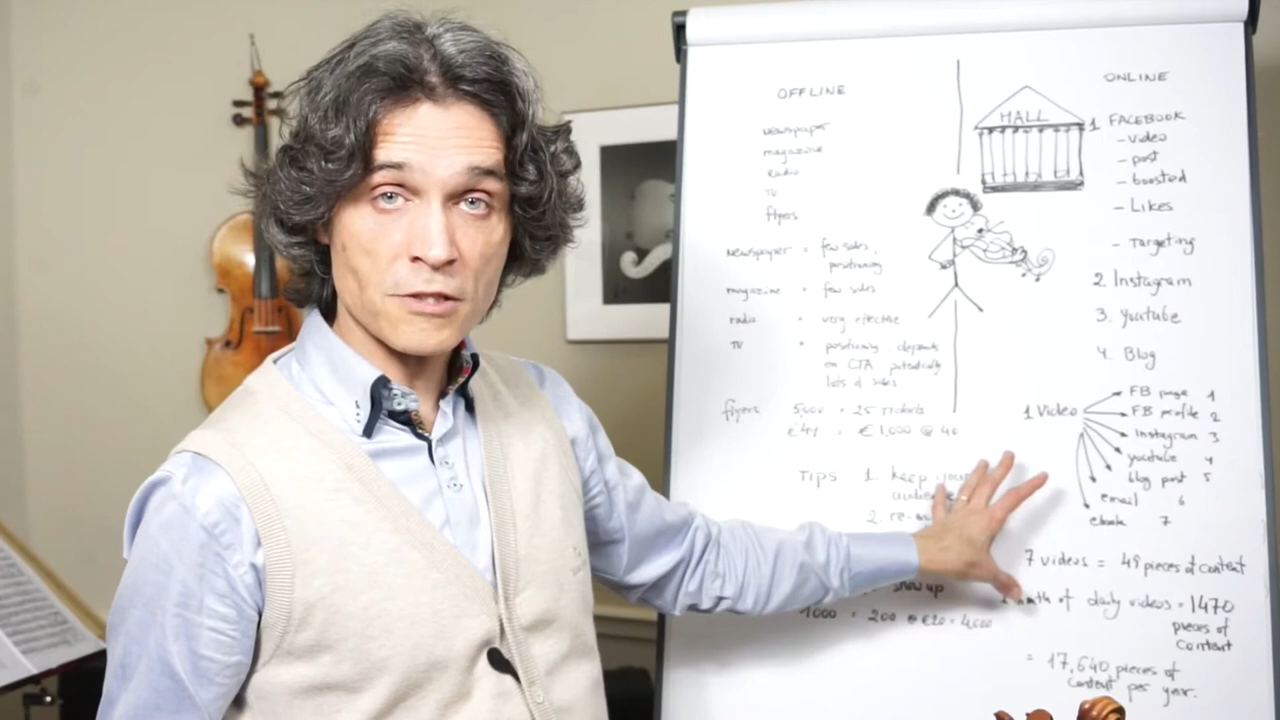 OFFLINE
Newspaper
magazine
radio
TV
flyers
Newspaper = few sales,
positioning
magazine = few sales
radio = very effective
TV = positioning depends
on CTA potentially
lots of sales
flyers 5,000 = 25 Tickets
= €1,000 @ 40
TIPS 1. keep your
audience
2.
show up
1000 = 200 @ €20 = 4,000
HALL
ONLINE
1 FACEBOOK
- video
- post
- boosted
- Likes
- Targeting
2. Instagram
3. Youtube
4. Blog
1 Video
FB page 1
FB profile 2
Instagram 3
youtube 4
blog post 5
email 6
ebook 7
7 videos = 49 pieces of content
of daily videos = 1470
pieces of
content
= 17,640 pieces of
content per year.